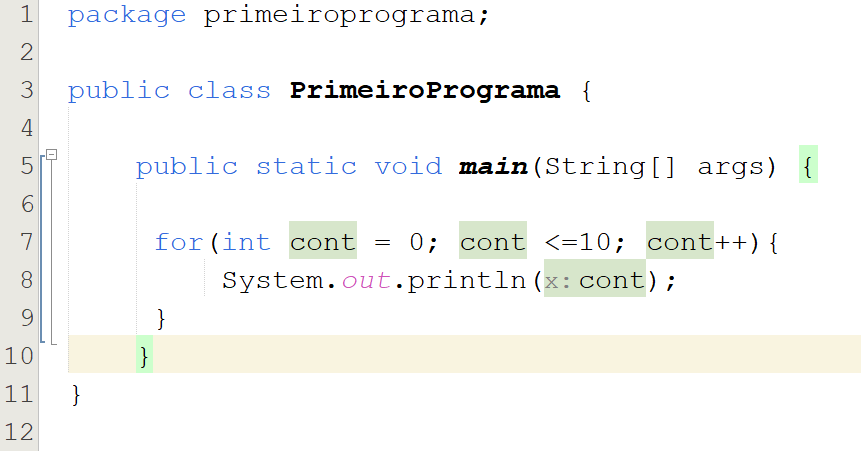 1 package primeiroprograma;
2
3 public class PrimeiroPrograma {
4
5 public static void main(String[] args) {
6
7 for(int cont = 0; cont <=10; cont++){
8 System.out.println(x: cont);
9 }
10 }
11 }
12